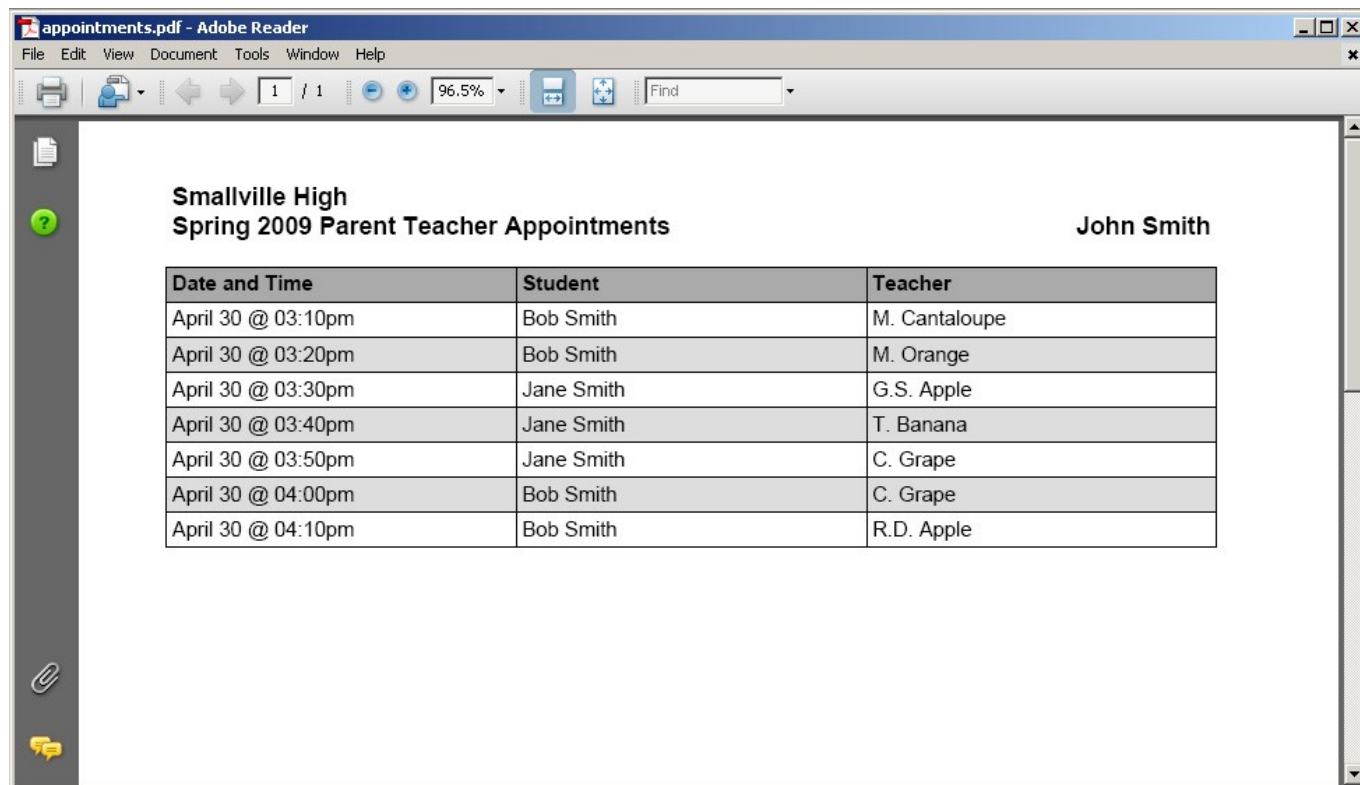 appointments.pdf - Adobe Reader
File Edit View Document Tools Window Help
1 / 1 96.5% Find
Smallville High
Spring 2009 Parent Teacher Appointments John Smith
Date and Time Student Teacher
April 30 @ 03:10pm Bob Smith M. Cantaloupe
April 30 @ 03:20pm Bob Smith M. Orange
April 30 @ 03:30pm Jane Smith G.S. Apple
April 30 @ 03:40pm Jane Smith T. Banana
April 30 @ 03:50pm Jane Smith C. Grape
April 30 @ 04:00pm Bob Smith C. Grape
April 30 @ 04:10pm Bob Smith R.D. Apple